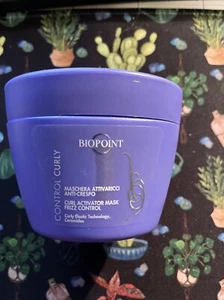 BIOPOINT
CONTROL CURLY
MASCHERA ATTIVARICCI
ANTI-CRESPO
CURL ACTIVATOR MASK
FRIZZ CONTROL
Curly Elastic Technology,
Ceramides